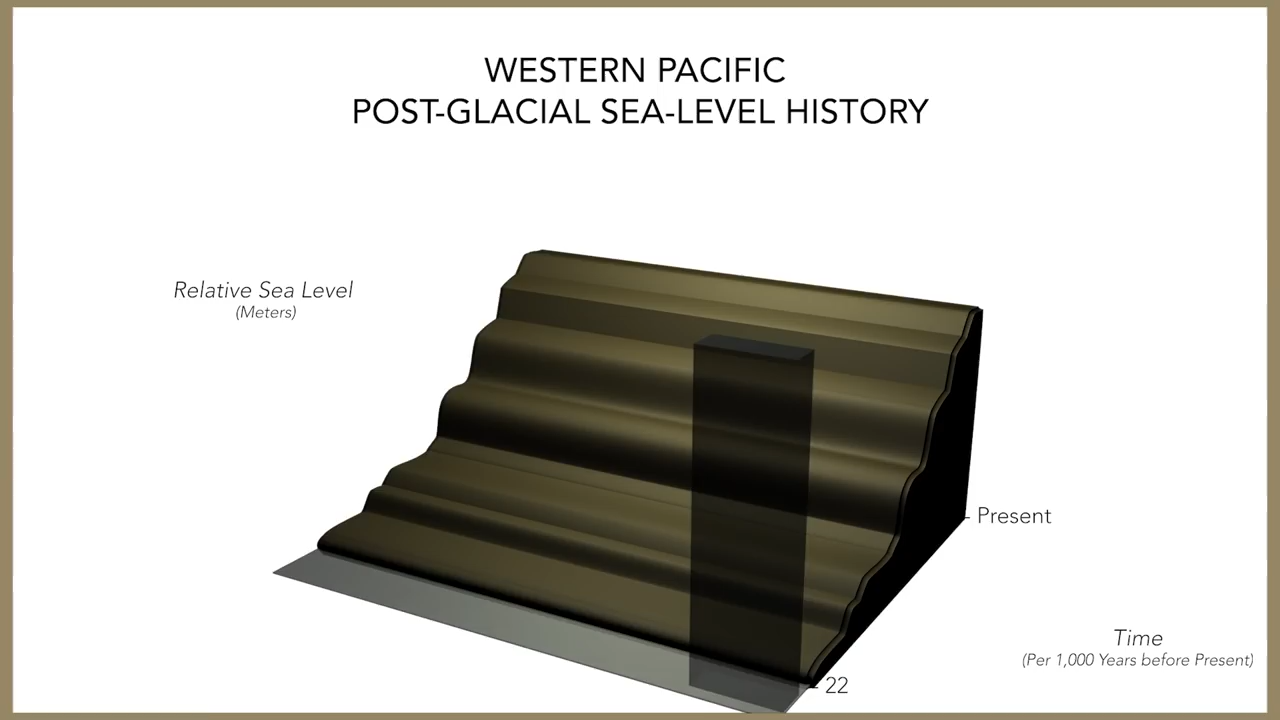 WESTERN PACIFIC
POST-GLACIAL SEA-LEVEL HISTORY
Relative Sea Level
(Meters)
Present
Time
(Per 1,000 Years before Present)
22